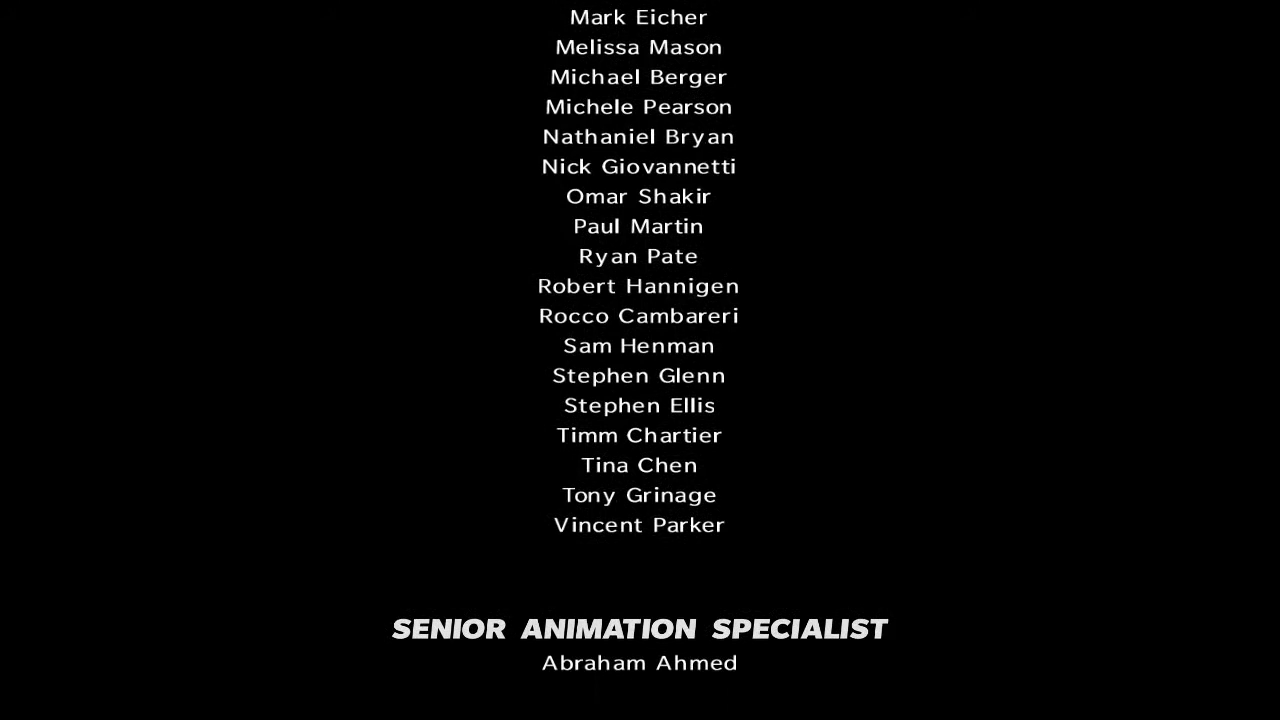 Mark Eicher
Melissa Mason
Michael Berger
Michele Pearson
Nathaniel Bryan
Nick Giovannetti
Omar Shakir
Paul Martin
Ryan Pate
Robert Hannigen
Rocco Cambareri
Sam Henman
Stephen Glenn
Stephen Ellis
Timm Chartier
Tina Chen
Tony Grinage
Vincent Parker
SENIOR ANIMATION SPECIALIST
Abraham Ahmed